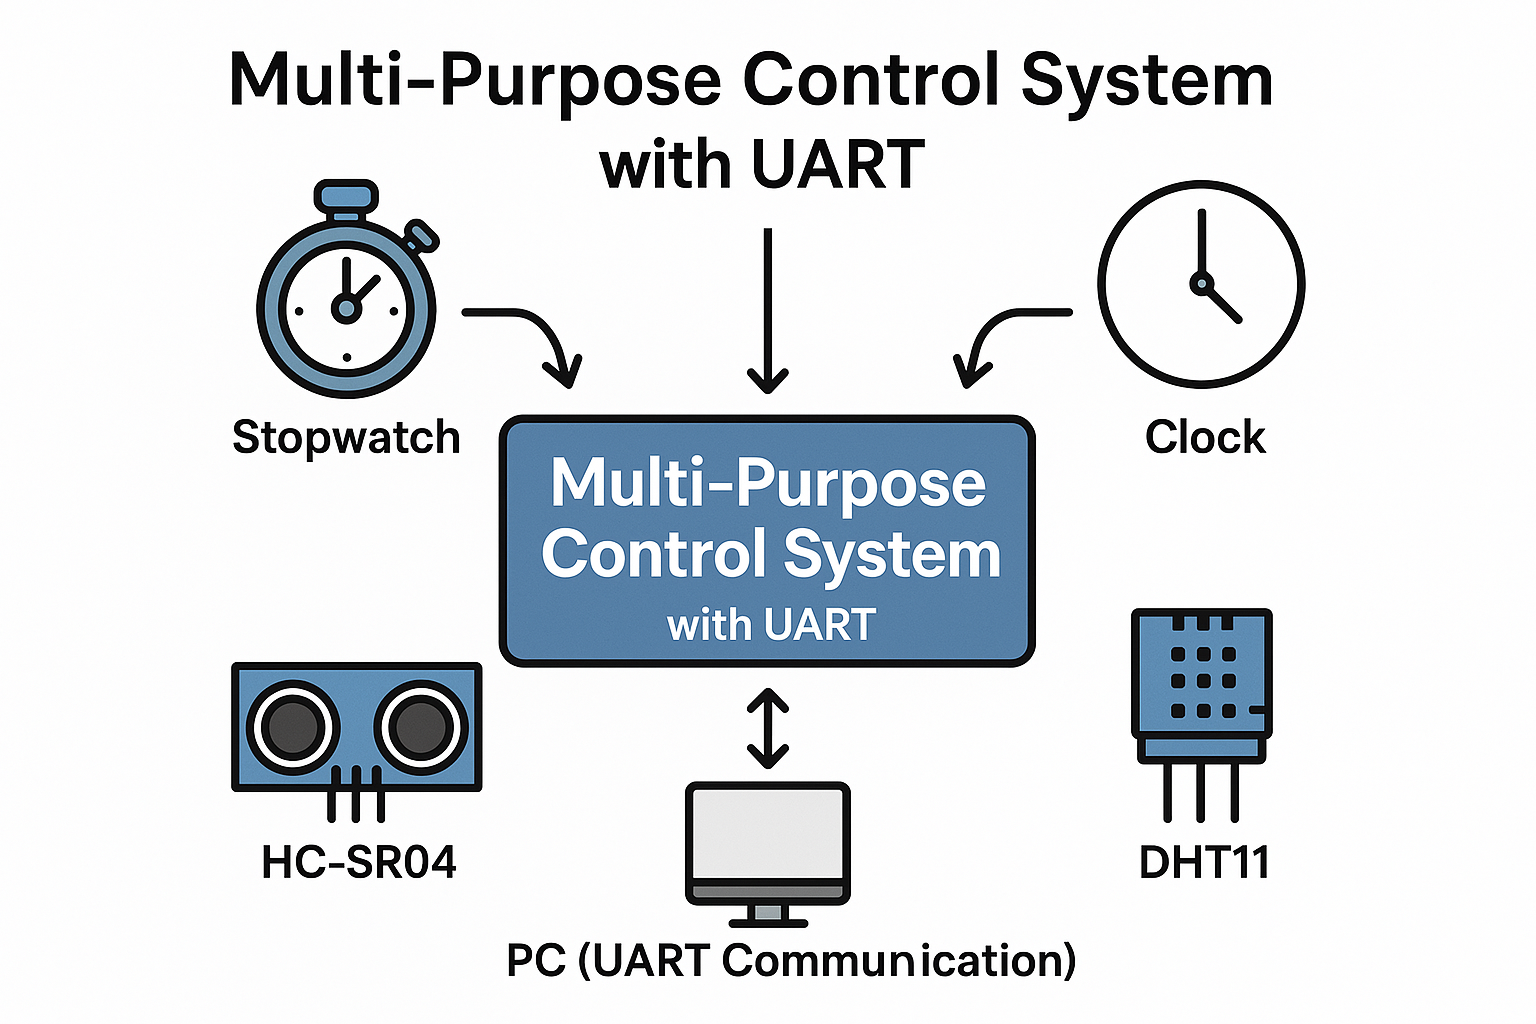 Multi-Purpose Control System
with UART
Stopwatch
Clock
Multi-Purpose
Control System
with UART
HC-SR04
DHT11
PC (UART Communication)